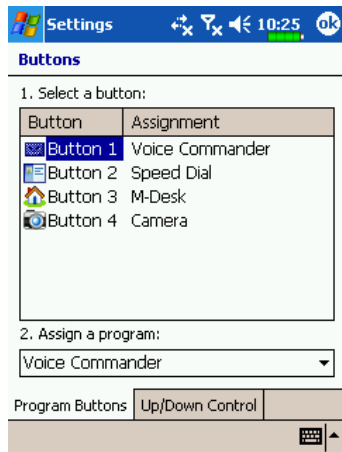 Settings 10:25 ok
Buttons
1. Select a button:
Button Assignment
Button 1 Voice Commander
Button 2 Speed Dial
Button 3 M-Desk
Button 4 Camera
2. Assign a program:
Voice Commander
Program Buttons Up/Down Control